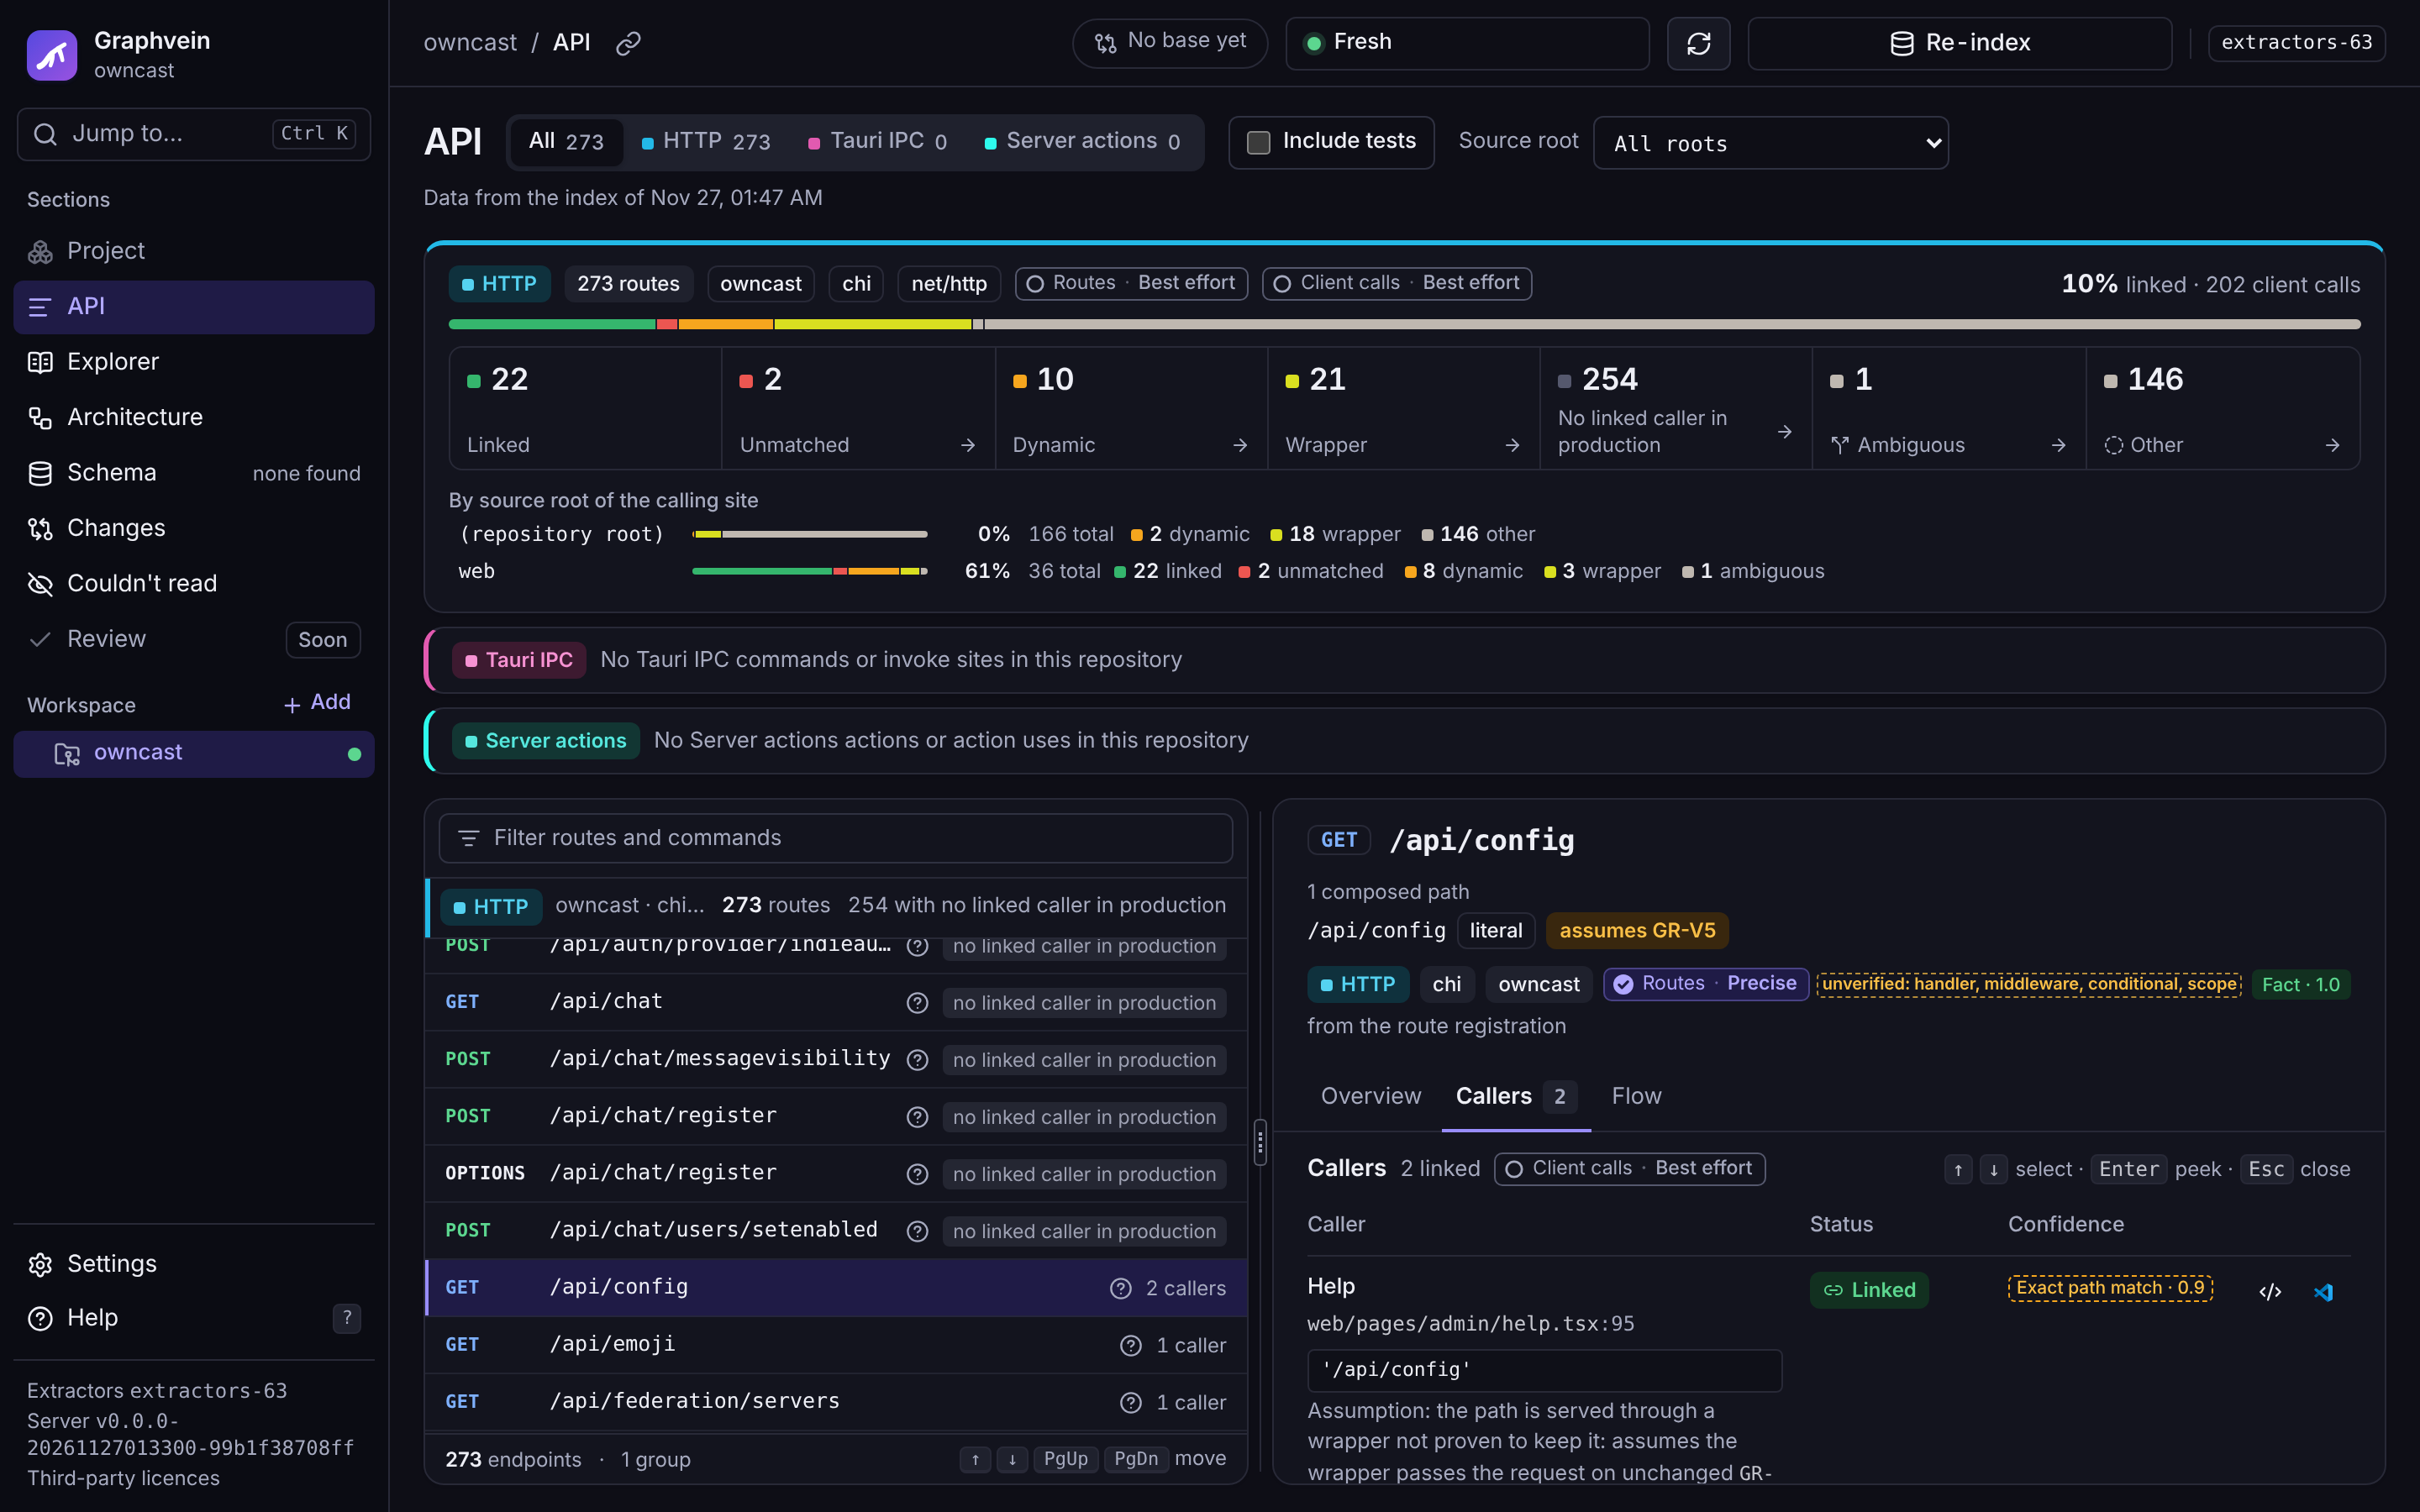 Graphvein
owncast
Jump to...
Ctrl K
Sections
Project
API
Explorer
Architecture
Schema none found
Changes
Couldn't read
Review Soon
Workspace + Add
owncast
Settings
Help ?
Extractors extractors-63
Server v0.0.0-
20261127013300-99b1f38708ff
Third-party licences
owncast / API
No base yet
Fresh
Re-index
extractors-63
API
All 273
HTTP 273
Tauri IPC 0
Server actions 0
Include tests
Source root
All roots
Data from the index of Nov 27, 01:47 AM
HTTP 273 routes owncast chi net/http Routes · Best effort Client calls · Best effort
10% linked · 202 client calls
22
Linked
2
Unmatched
10
Dynamic
21
Wrapper
254
No linked caller in
production
1
Ambiguous
146
Other
By source root of the calling site
(repository root) 0% 166 total 2 dynamic 18 wrapper 146 other
web 61% 36 total 22 linked 2 unmatched 8 dynamic 3 wrapper 1 ambiguous
Tauri IPC No Tauri IPC commands or invoke sites in this repository
Server actions No Server actions actions or action uses in this repository
Filter routes and commands
HTTP owncast · chi... 273 routes 254 with no linked caller in production
POST /api/auth/provider/indieau… no linked caller in production
GET /api/chat no linked caller in production
POST /api/chat/messagevisibility no linked caller in production
POST /api/chat/register no linked caller in production
OPTIONS /api/chat/register no linked caller in production
POST /api/chat/users/setenabled no linked caller in production
GET /api/config 2 callers
GET /api/emoji 1 caller
GET /api/federation/servers 1 caller
273 endpoints · 1 group
↑ ↓ PgUp PgDn move
GET /api/config
1 composed path
/api/config literal assumes GR-V5
HTTP chi owncast Routes · Precise unverified: handler, middleware, conditional, scope Fact · 1.0
from the route registration
Overview Callers 2 Flow
Callers 2 linked Client calls · Best effort
↑ ↓ select · Enter peek · Esc close
Caller Status Confidence
Help Linked Exact path match · 0.9
web/pages/admin/help.tsx:95
'/api/config'
Assumption: the path is served through a
wrapper not proven to keep it: assumes the
wrapper passes the request on unchanged GR-